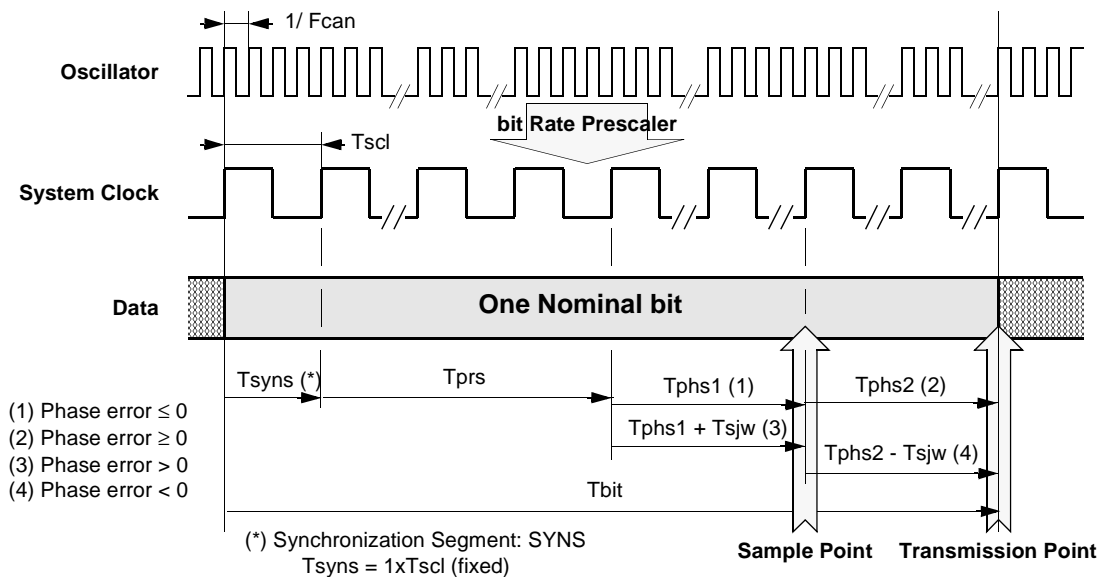 1/ Fcan
Oscillator
bit Rate Prescaler
Tscl
System Clock
Data
One Nominal bit
Tsyns (*)
Tprs
Tphs1 (1)
Tphs2 (2)
(1) Phase error ≤ 0
(2) Phase error ≥ 0
(3) Phase error > 0
(4) Phase error < 0
Tphs1 + Tsjw (3)
Tphs2 - Tsjw (4)
Tbit
(*) Synchronization Segment: SYNS
Tsyns = 1xTscl (fixed)
Sample Point
Transmission Point